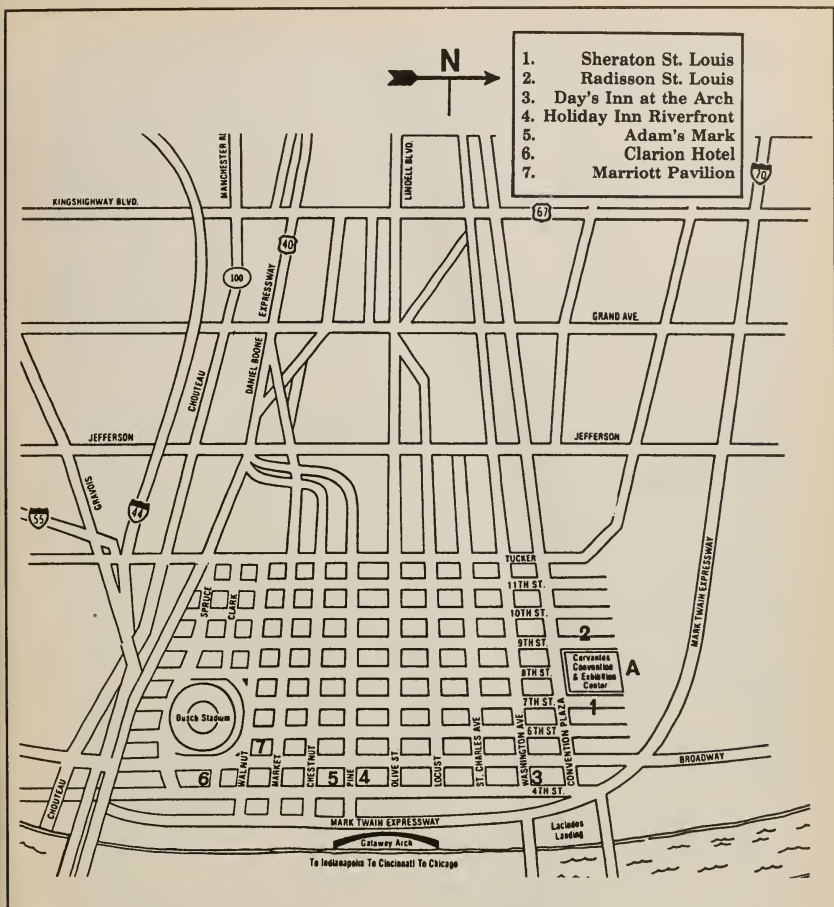 N
1. Sheraton St. Louis
2. Radisson St. Louis
3. Day's Inn at the Arch
4. Holiday Inn Riverfront
5. Adam's Mark
6. Clarion Hotel
7. Marriott Pavilion
MANCHESTER
LINDELL BLVD.
70
KINGSHIGHWAY BLVD.
67
40
100
EXPRESSWAY
GRAND AVE.
DANIEL BOONE
CHOUTEAU
JEFFERSON
JEFFERSON
GRAVOIS
44
55
MARK TWAIN EXPRESSWAY
TUCKER
11TH ST.
SPRUCE
CLARK
10TH ST.
2
9TH ST.
Cervantes
Convention
& Exhibition
Center
A
8TH ST.
7TH ST.
1
Busch Stadium
6TH ST.
CONVENTION PLAZA
7
WALNUT
MARKET
CHESTNUT
PINE
OLIVE ST.
LOCUST
ST. CHARLES AVE
WASHINGTON AVE
BROADWAY
6
5
4
3
4TH ST.
CHOUTEAU
MARK TWAIN EXPRESSWAY
Gateway Arch
Lacledes
Landing
To Indianapolis To Cincinnati To Chicago